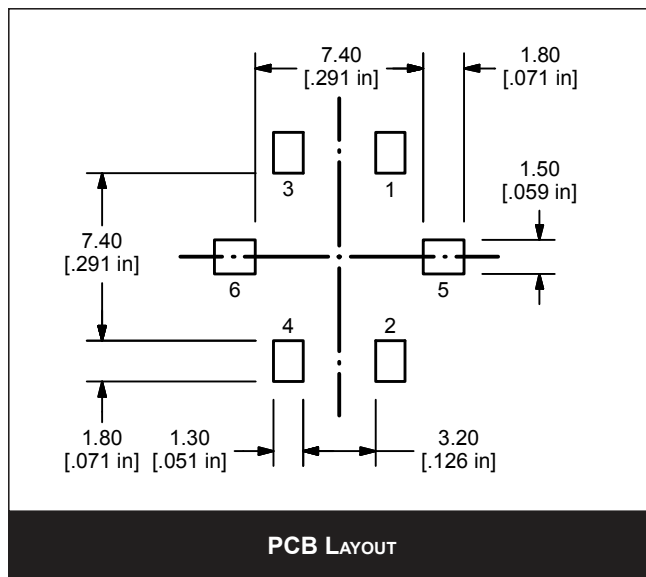 7.40
[.291 in]
1.80
[.071 in]
3
1
1.50
[.059 in]
7.40
[.291 in]
6
5
4
2
1.80
[.071 in]
1.30
[.051 in]
3.20
[.126 in]
PCB LAYOUT